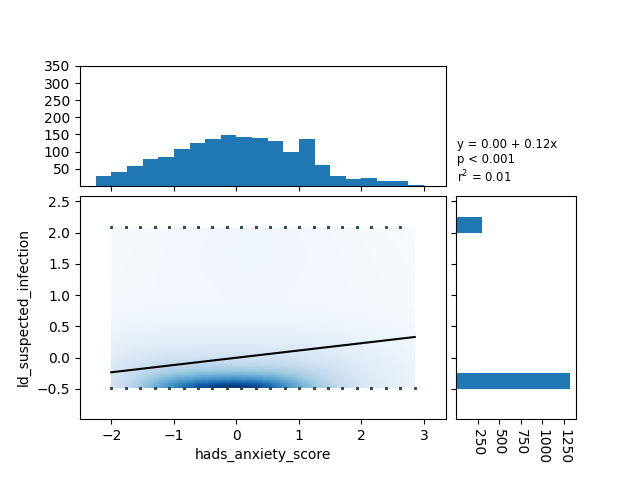 350
300
250
200
150
100
50
y = 0.00 + 0.12x
p < 0.001
r² = 0.01
2.5
2.0
1.5
1.0
0.5
0.0
−0.5
ld_suspected_infection
−2 −1 0 1 2 3
hads_anxiety_score
250 500 750 1000 1250